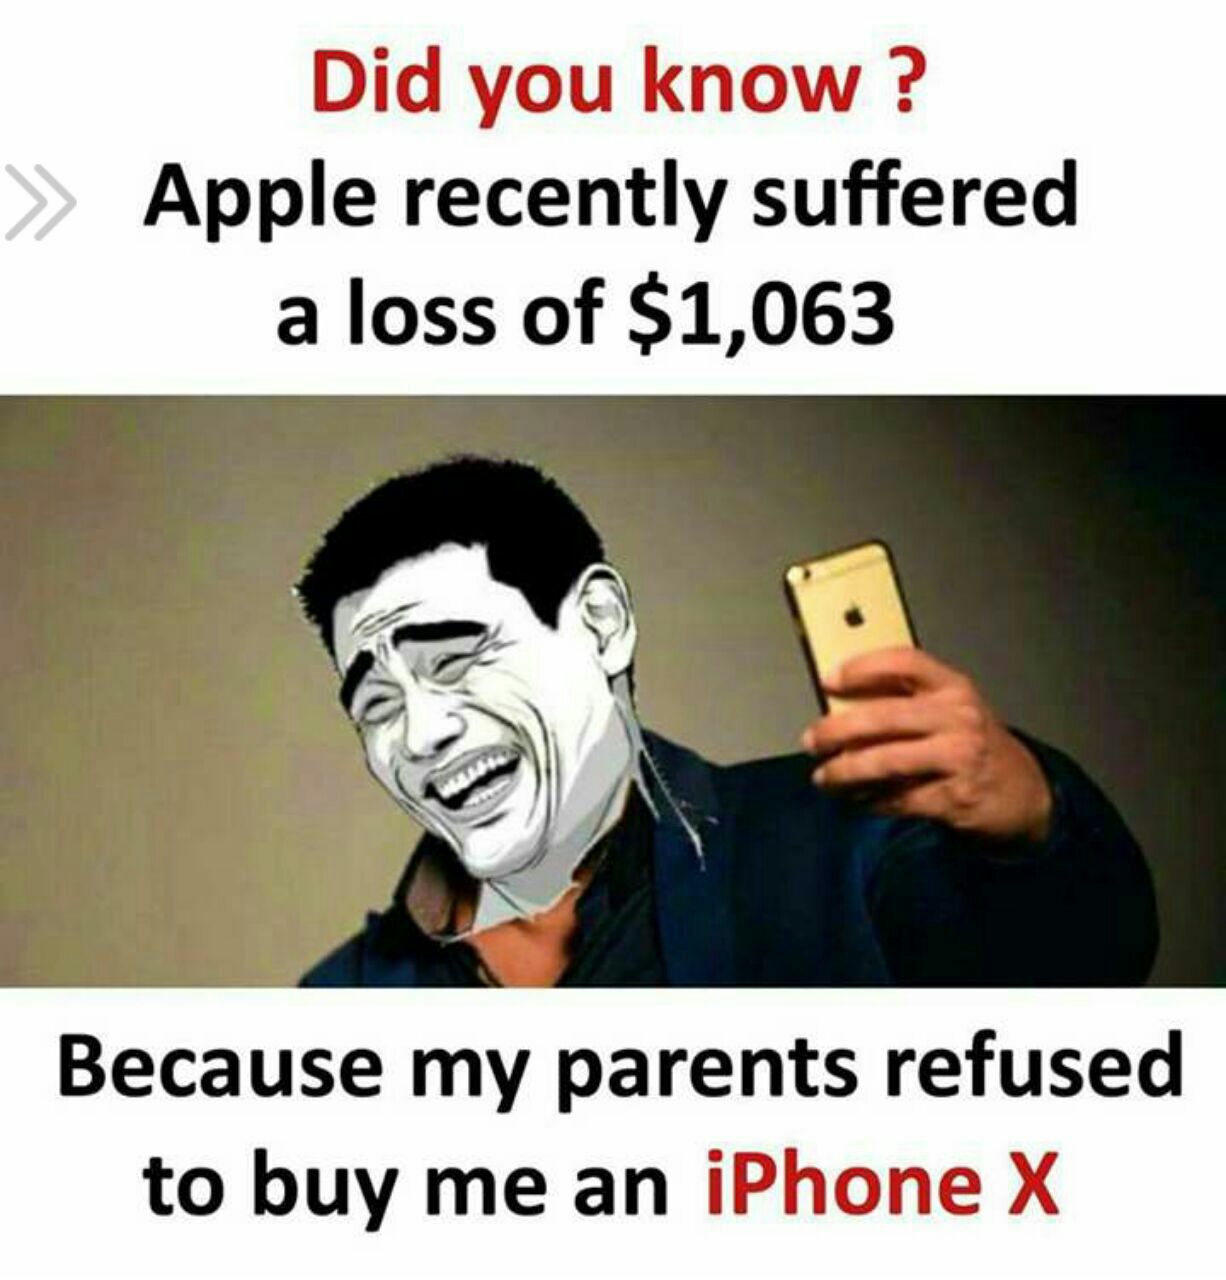 Did you know ?
Apple recently suffered
a loss of $1,063
Because my parents refused
to buy me an iPhone X